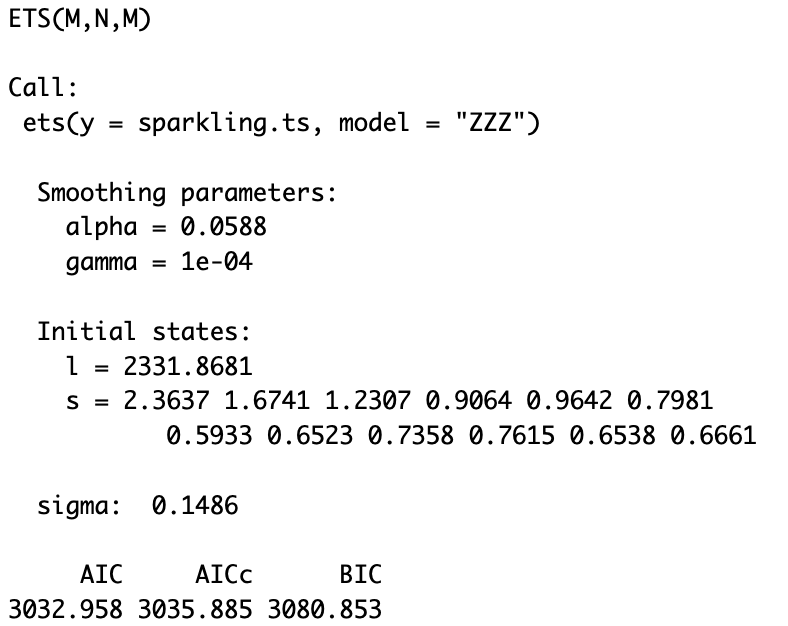 ETS(M,N,M)
Call:
ets(y = sparkling.ts, model = "ZZZ")
Smoothing parameters:
alpha = 0.0588
gamma = 1e-04
Initial states:
l = 2331.8681
s = 2.3637 1.6741 1.2307 0.9064 0.9642 0.7981
0.5933 0.6523 0.7358 0.7615 0.6538 0.6661
sigma: 0.1486
AIC AICc BIC
3032.958 3035.885 3080.853